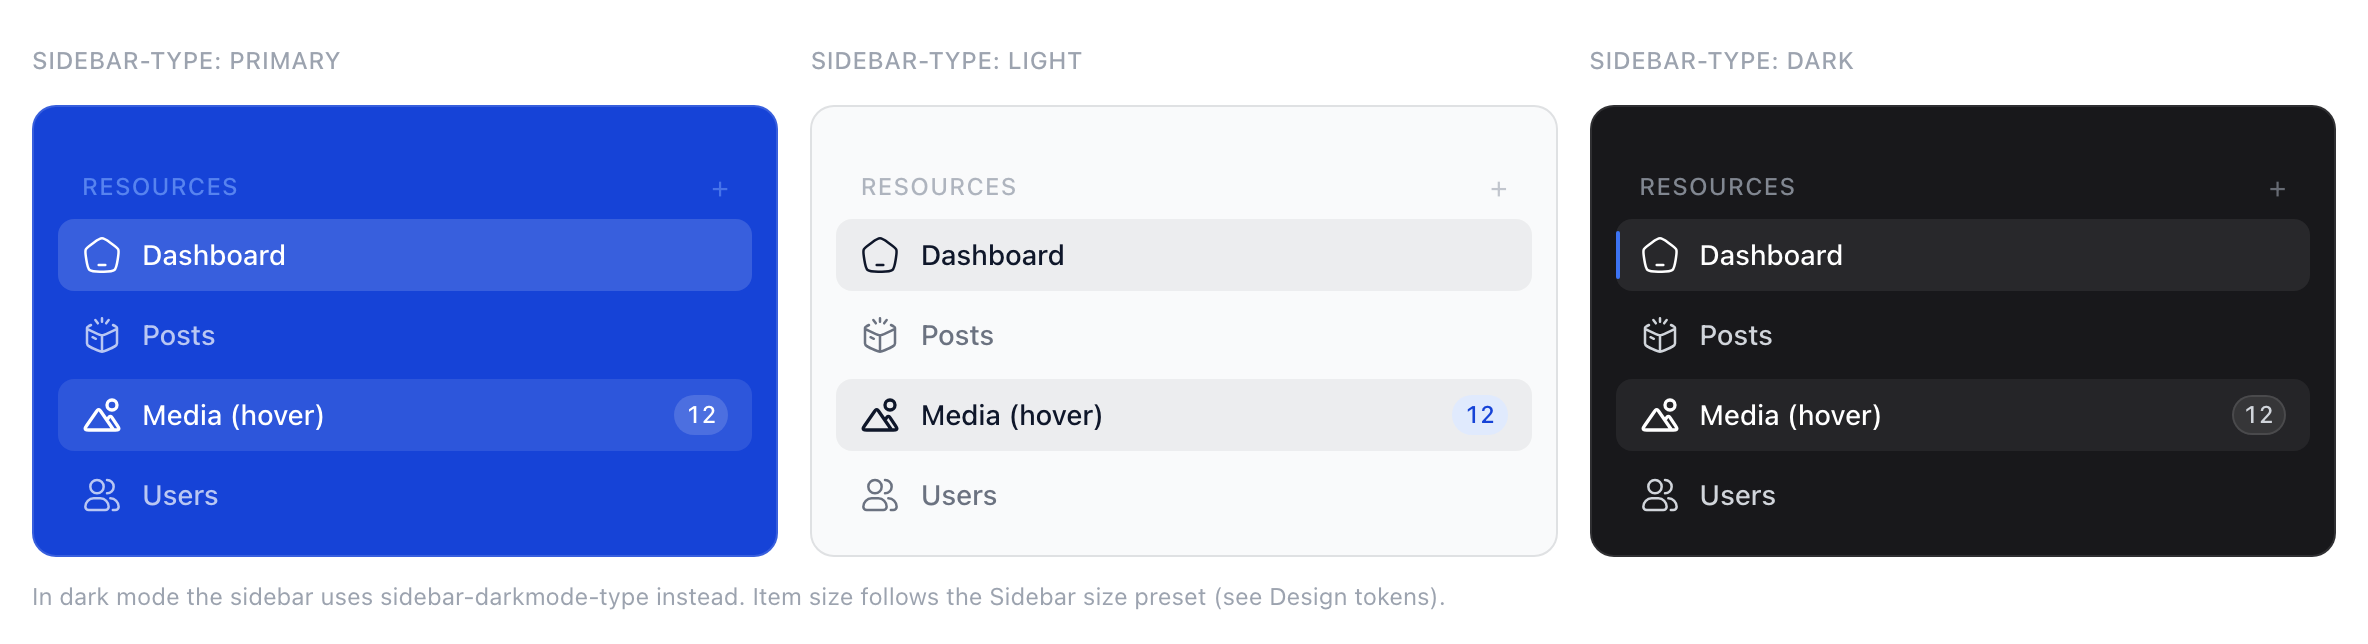 SIDEBAR-TYPE: PRIMARY
RESOURCES +
Dashboard
Posts
Media (hover) 12
Users
SIDEBAR-TYPE: LIGHT
RESOURCES +
Dashboard
Posts
Media (hover) 12
Users
SIDEBAR-TYPE: DARK
RESOURCES +
Dashboard
Posts
Media (hover) 12
Users
In dark mode the sidebar uses sidebar-darkmode-type instead. Item size follows the Sidebar size preset (see Design tokens).